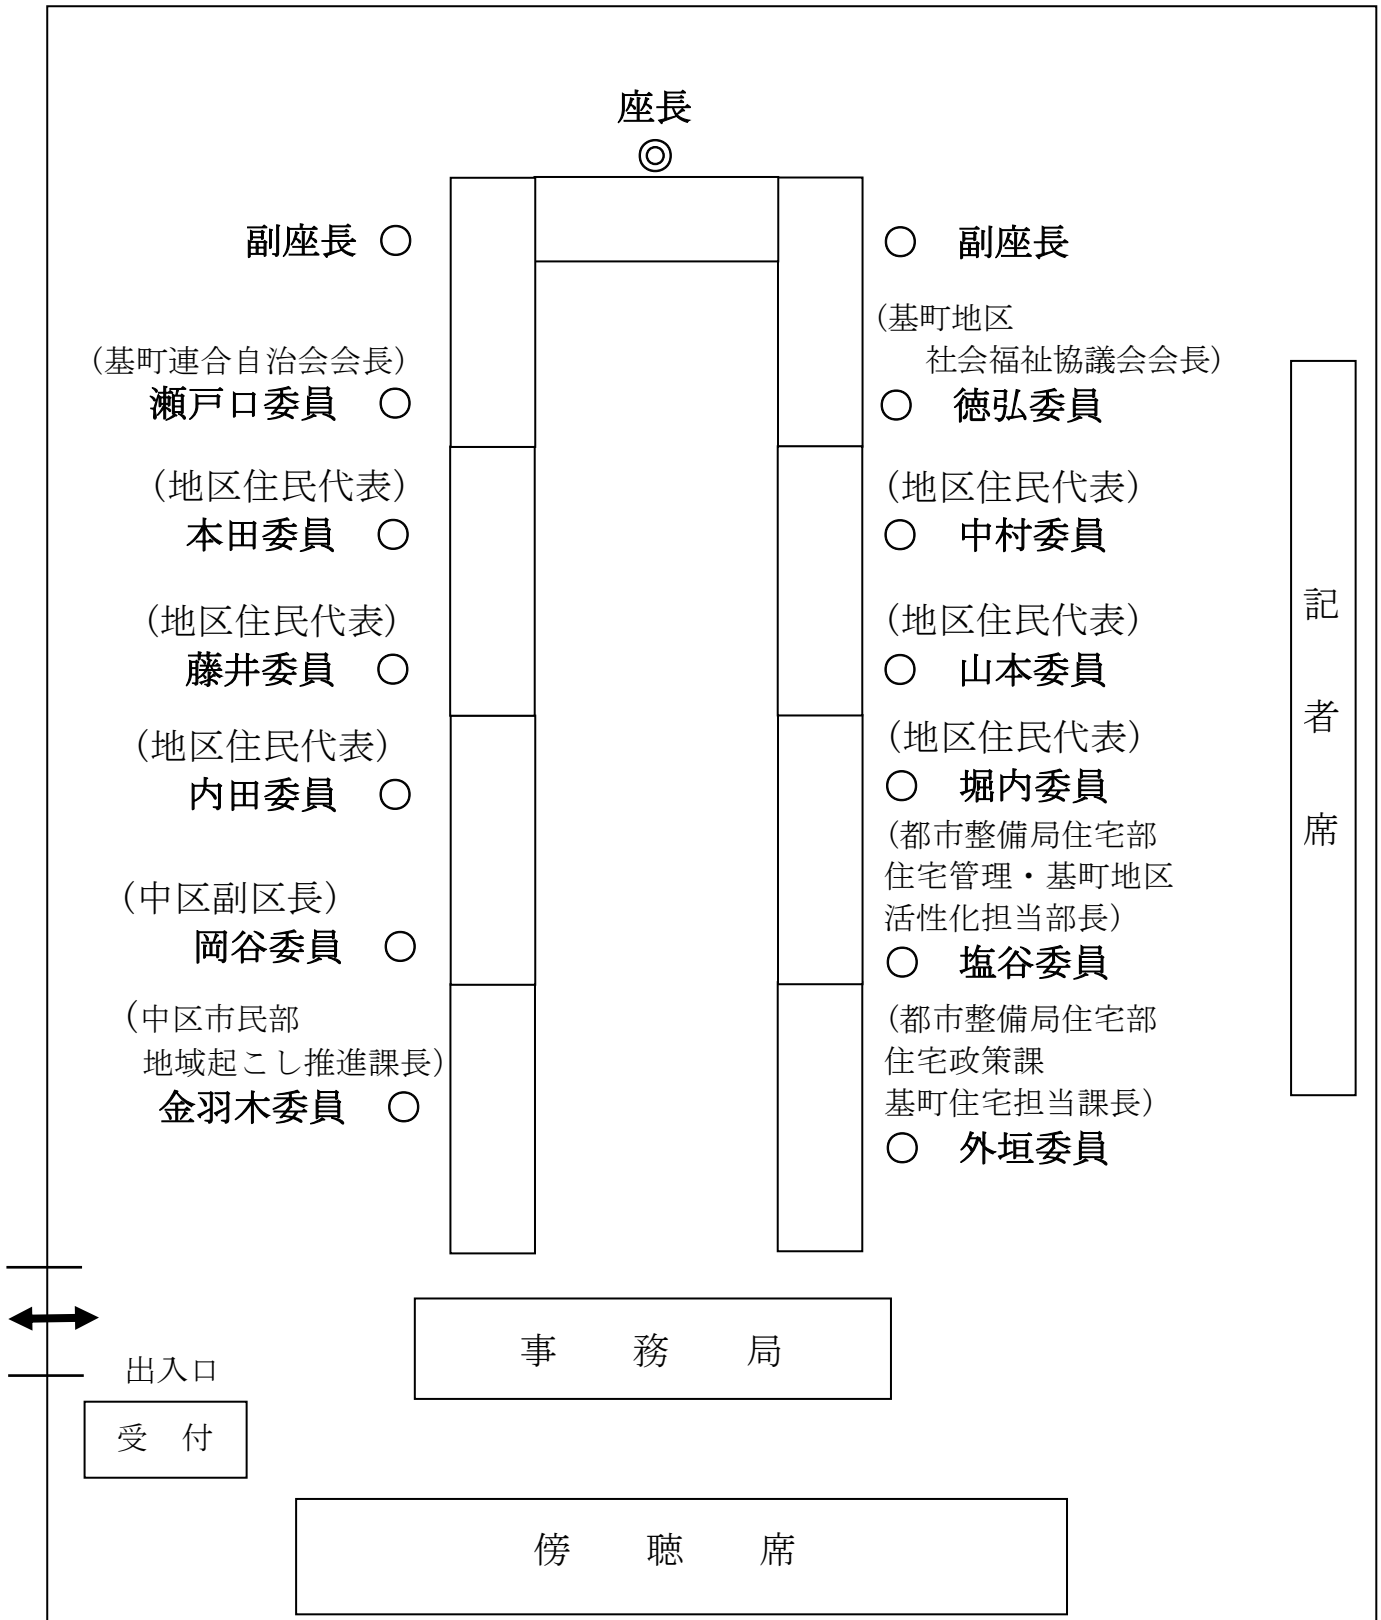 座長
◎
副座長 ○
(基町連合自治会会長)
瀬戸口委員 ○
(地区住民代表)
本田委員 ○
(地区住民代表)
藤井委員 ○
(地区住民代表)
内田委員 ○
(中区副区長)
岡谷委員 ○
(中区市民部
地域起こし推進課長)
金羽木委員 ○
○ 副座長
(基町地区
社会福祉協議会会長)
○ 徳弘委員
(地区住民代表)
○ 中村委員
(地区住民代表)
○ 山本委員
(地区住民代表)
○ 堀内委員
(都市整備局住宅部
住宅管理・基町地区
活性化担当部長)
○ 塩谷委員
(都市整備局住宅部
住宅政策課
基町住宅担当課長)
○ 外垣委員
記者席
事務局
出入口
受付
傍聴席